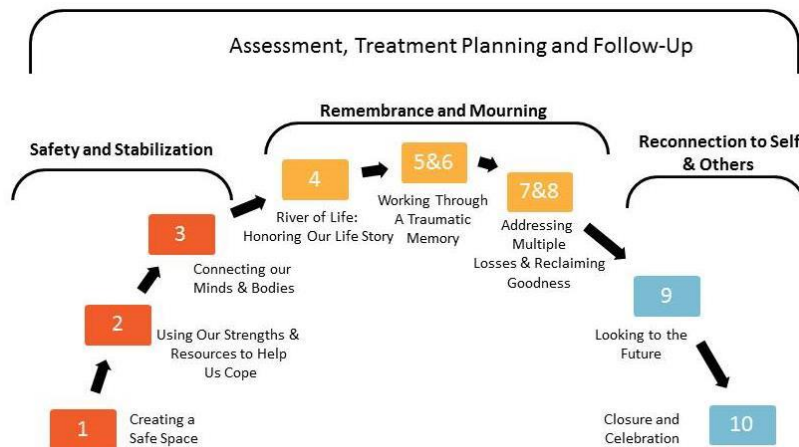 Assessment, Treatment Planning and Follow-Up
Remembrance and Mourning
Safety and Stabilization
Reconnection to Self
& Others
1
Creating a
Safe Space
2
Using Our Strengths &
Resources to Help
Us Cope
3
Connecting our
Minds & Bodies
4
River of Life:
Honoring Our Life Story
5&6
Working Through
A Traumatic
Memory
7&8
Addressing
Multiple
Losses & Reclaiming
Goodness
9
Looking to the
Future
10
Closure and
Celebration